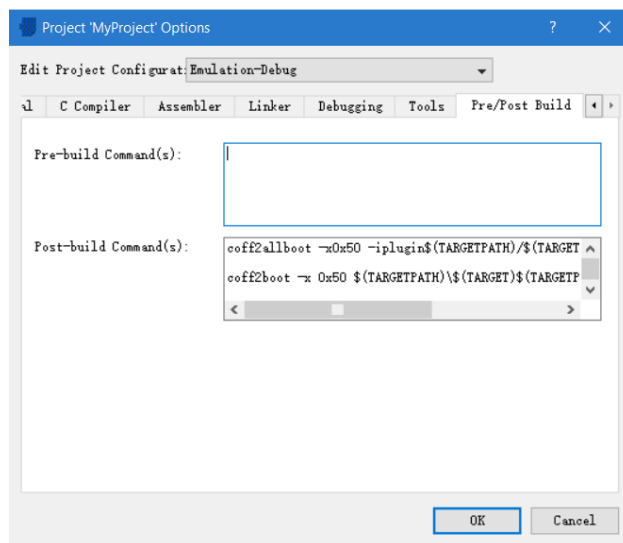 Project 'MyProject' Options
Edit Project Configurat: Emulation-Debug
C Compiler Assembler Linker Debugging Tools Pre/Post Build
Pre-build Command(s):
Post-build Command(s):
coff2allboot -x0x50 -iplugin$(TARGETPATH)/$(TARGET
coff2boot -x 0x50 $(TARGETPATH)\$(TARGET)$(TARGETP
OK Cancel